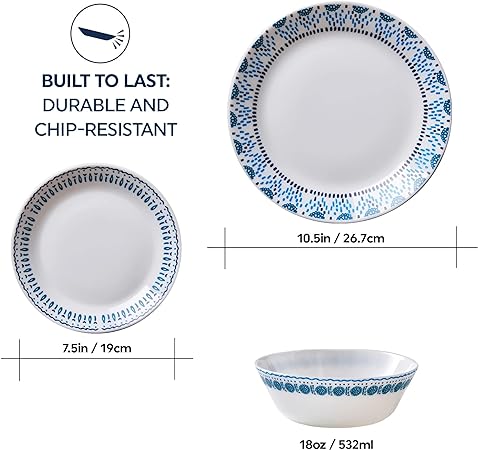 BUILT TO LAST:
DURABLE AND
CHIP-RESISTANT
10.5in / 26.7cm
7.5in / 19cm
18oz / 532ml